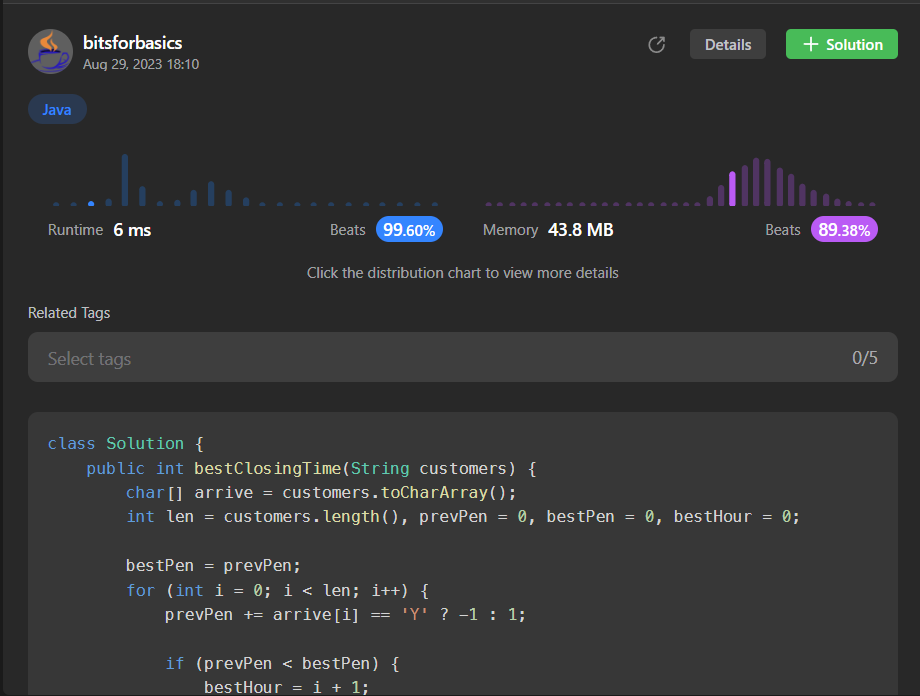 bitsforbasics
Aug 29, 2023 18:10
Details
+ Solution
Java
Runtime 6 ms Beats 99.60%
Memory 43.8 MB Beats 89.38%
Click the distribution chart to view more details
Related Tags
Select tags 0/5
class Solution {
    public int bestClosingTime(String customers) {
        char[] arrive = customers.toCharArray();
        int len = customers.length(), prevPen = 0, bestPen = 0, bestHour = 0;
        bestPen = prevPen;
        for (int i = 0; i < len; i++) {
            prevPen += arrive[i] == 'Y' ? -1 : 1;
            if (prevPen < bestPen) {
                bestHour = i + 1;